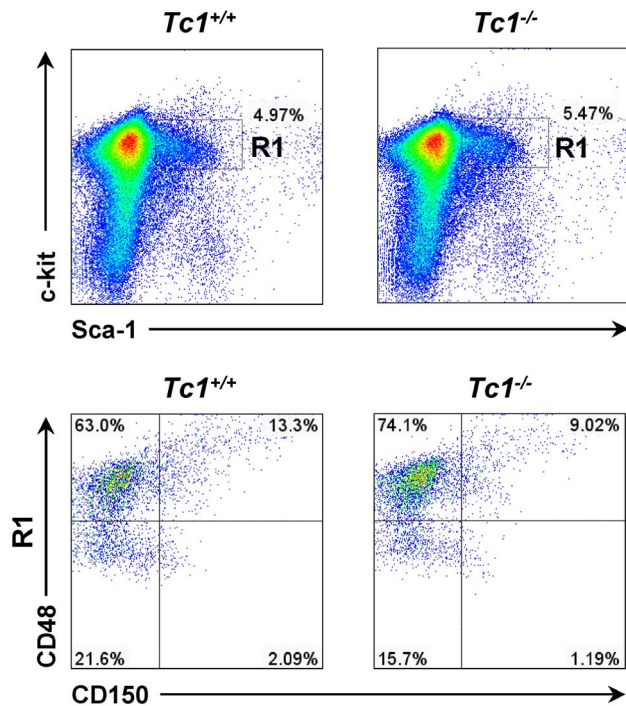 Tc1+/+ Tc1-/-
4.97% 5.47%
R1 R1
c-kit
Sca-1
Tc1+/+ Tc1-/-
63.0% 13.3% 74.1% 9.02%
R1
CD48
21.6% 2.09% 15.7% 1.19%
CD150